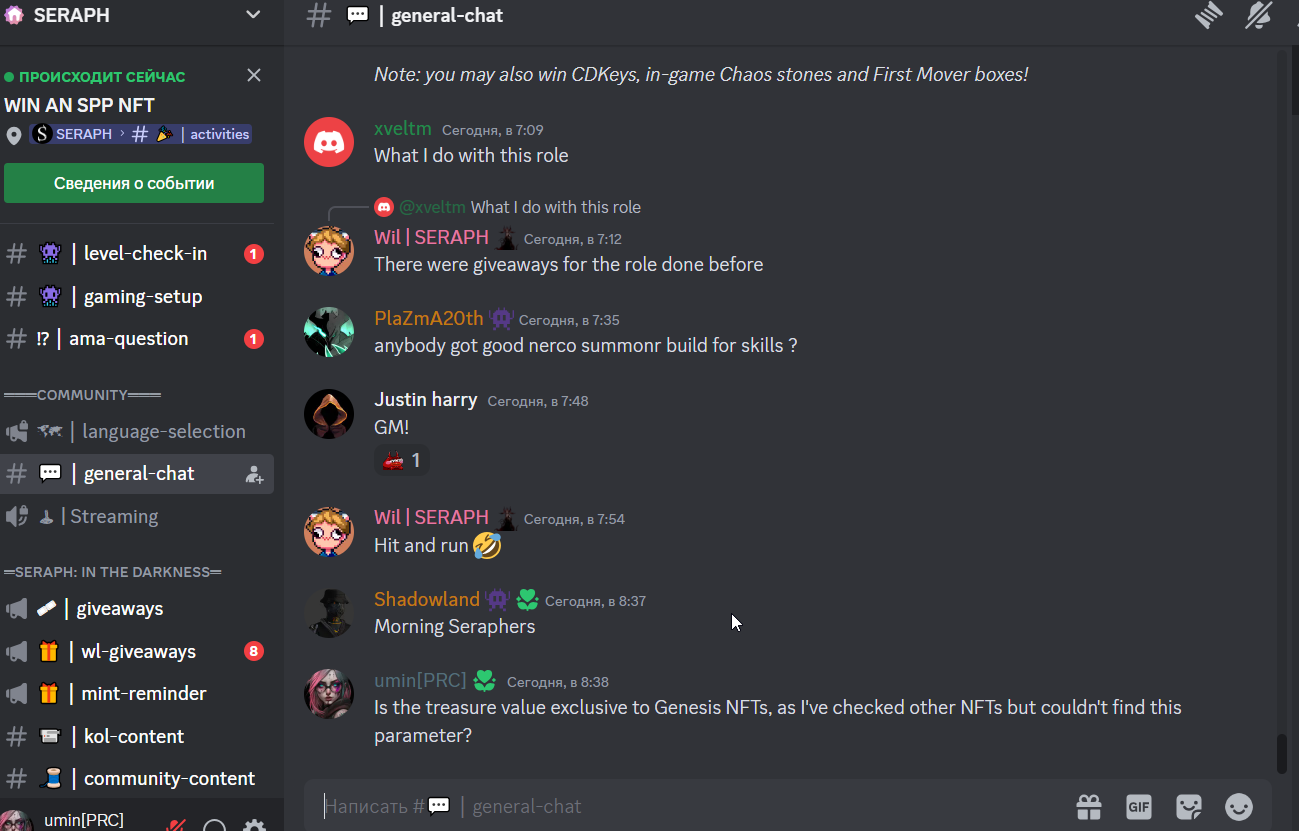 SERAPH
ПРОИСХОДИТ СЕЙЧАС
WIN AN SPP NFT
SERAPH › # 🎉 | activities
Сведения о событии
# 👾 | level-check-in 1
# 👾 | gaming-setup
# ⁉ | ama-question 1
═══COMMUNITY═══
🗺 | language-selection
# 💬 | general-chat
| Streaming
═SERAPH: IN THE DARKNESS═
| giveaways
🎁 | wl-giveaways 8
🎁 | mint-reminder
# | kol-content
# 🧵 | community-content
umin[PRC]
# 💬 | general-chat
Note: you may also win CDKeys, in-game Chaos stones and First Mover boxes!
xveltm Сегодня, в 7:09
What I do with this role
@xveltm What I do with this role
Wil | SERAPH Сегодня, в 7:12
There were giveaways for the role done before
PlaZmA20th Сегодня, в 7:35
anybody got good nerco summonr build for skills ?
Justin harry Сегодня, в 7:48
GM!
1
Wil | SERAPH Сегодня, в 7:54
Hit and run 🤣
Shadowland Сегодня, в 8:37
Morning Seraphers
umin[PRC] Сегодня, в 8:38
Is the treasure value exclusive to Genesis NFTs, as I've checked other NFTs but couldn't find this
parameter?
Написать #💬 | general-chat
GIF